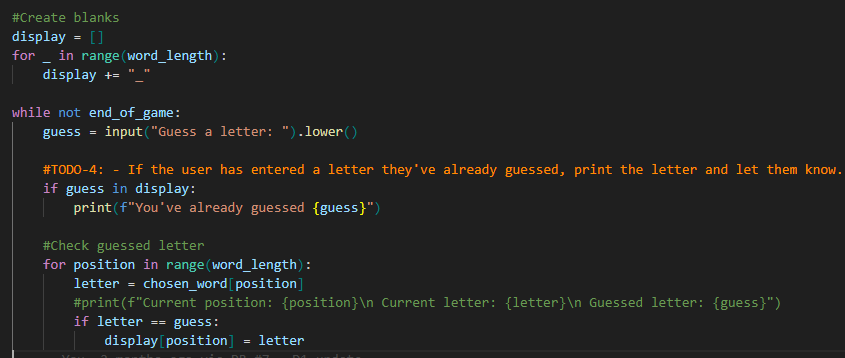 #Create blanks
display = []
for _ in range(word_length):
    display += "_"
while not end_of_game:
    guess = input("Guess a letter: ").lower()
    #TODO-4: - If the user has entered a letter they've already guessed, print the letter and let them know.
    if guess in display:
        print(f"You've already guessed {guess}")
    #Check guessed letter
    for position in range(word_length):
        letter = chosen_word[position]
        #print(f"Current position: {position}\n Current letter: {letter}\n Guessed letter: {guess}")
        if letter == guess:
            display[position] = letter